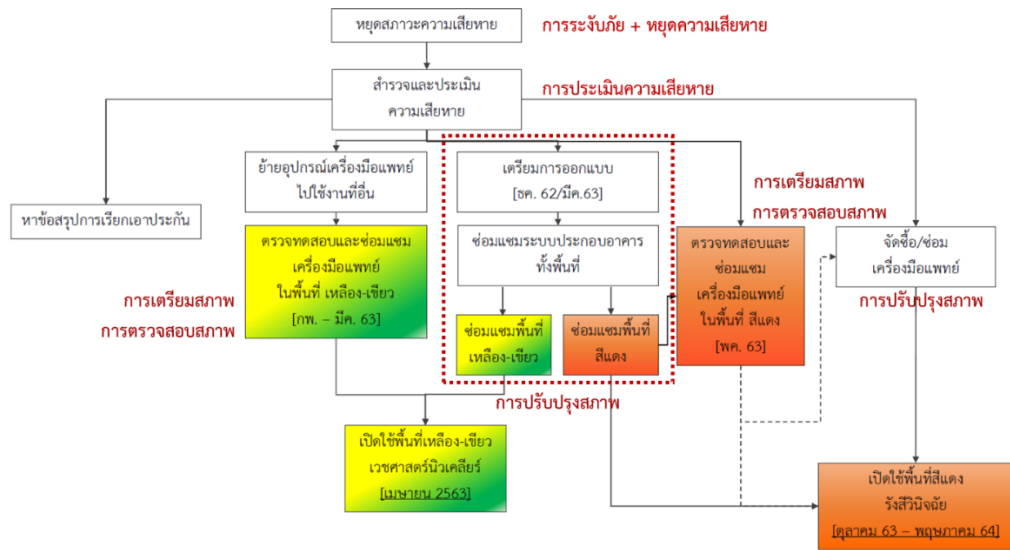 หยุดสภาวะความเสียหาย
การระงับภัย + หยุดความเสียหาย
สำรวจและประเมิน
ความเสียหาย
การประเมินความเสียหาย
ย้ายอุปกรณ์เครื่องมือแพทย์
ไปใช้งานที่อื่น
เตรียมการออกแบบ
[ธค. 62/มีค.63]
การเตรียมสภาพ
การตรวจสอบสภาพ
หาข้อสรุปการเรียกเอาประกัน
ตรวจทดสอบและซ่อมแซม
เครื่องมือแพทย์
ในพื้นที่ เหลือง-เขียว
[กพ. – มีค. 63]
ซ่อมแซมระบบประกอบอาคาร
ทั้งพื้นที่
ตรวจทดสอบและ
ซ่อมแซม
เครื่องมือแพทย์
ในพื้นที่ สีแดง
[พค. 63]
จัดซื้อ/ซ่อม
เครื่องมือแพทย์
การเตรียมสภาพ
การตรวจสอบสภาพ
การปรับปรุงสภาพ
ซ่อมแซมพื้นที่
เหลือง-เขียว
ซ่อมแซมพื้นที่
สีแดง
การปรับปรุงสภาพ
เปิดใช้พื้นที่เหลือง-เขียว
เวชศาสตร์นิวเคลียร์
[เมษายน 2563]
เปิดใช้พื้นที่สีแดง
รังสีวินิจฉัย
[ตุลาคม 63 – พฤษภาคม 64]